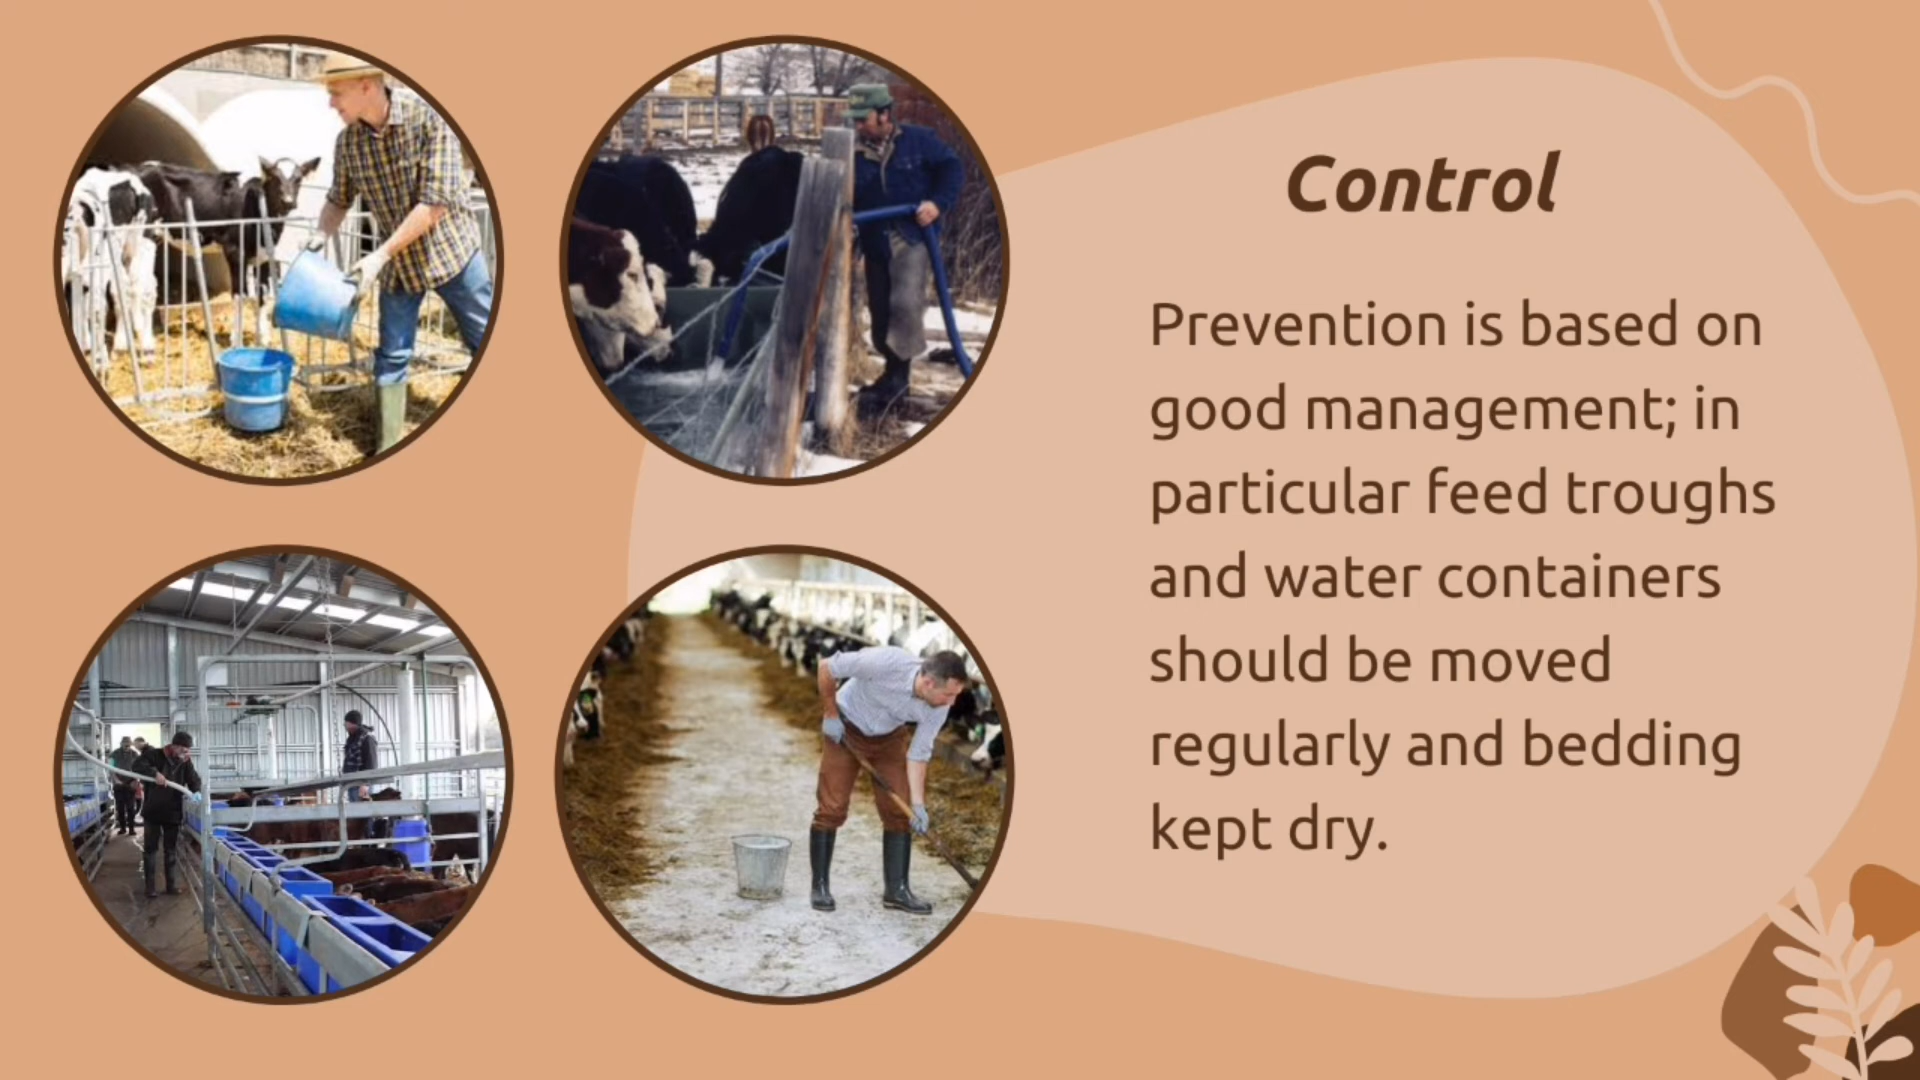 Control
Prevention is based on
good management; in
particular feed troughs
and water containers
should be moved
regularly and bedding
kept dry.